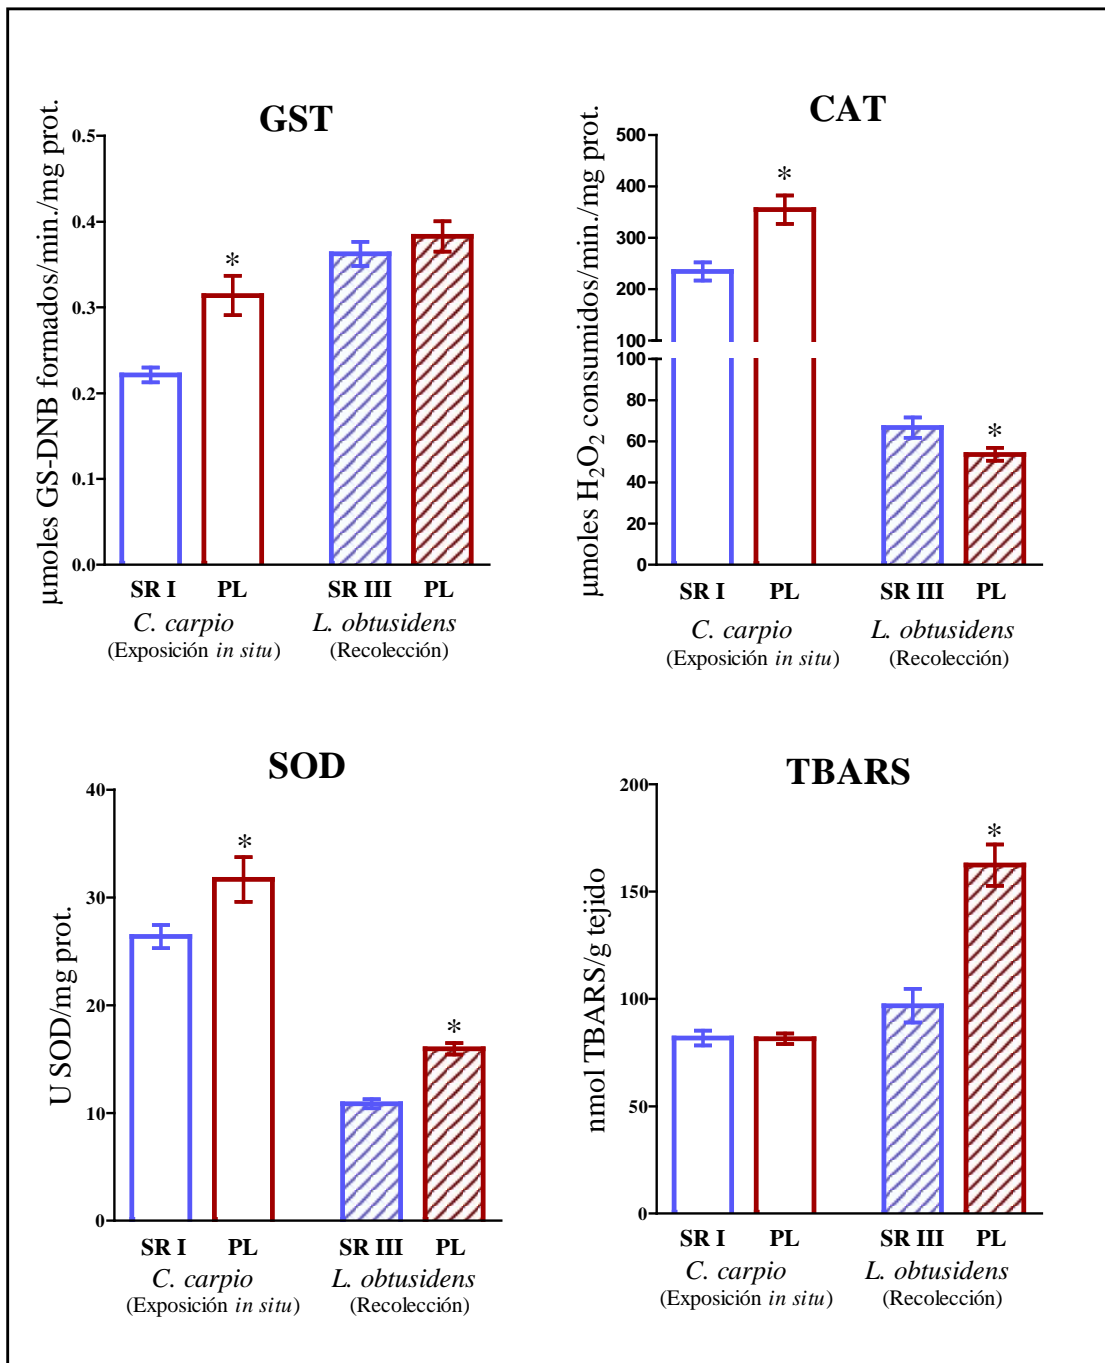 GST
µmoles GS-DNB formados/min./mg prot.
0.5
0.4
0.3
0.2
0.1
0.0
*
SR I PL SR III PL
C. carpio L. obtusidens
(Exposición in situ) (Recolección)
CAT
µmoles H₂O₂ consumidos/min./mg prot.
500
400
300
200
100
100
80
60
40
20
0
*
*
SR I PL SR III PL
C. carpio L. obtusidens
(Exposición in situ) (Recolección)
SOD
U SOD/mg prot.
40
30
20
10
0
*
*
SR I PL SR III PL
C. carpio L. obtusidens
(Exposición in situ) (Recolección)
TBARS
nmol TBARS/g tejido
200
150
100
50
0
*
SR I PL SR III PL
C. carpio L. obtusidens
(Exposición in situ) (Recolección)